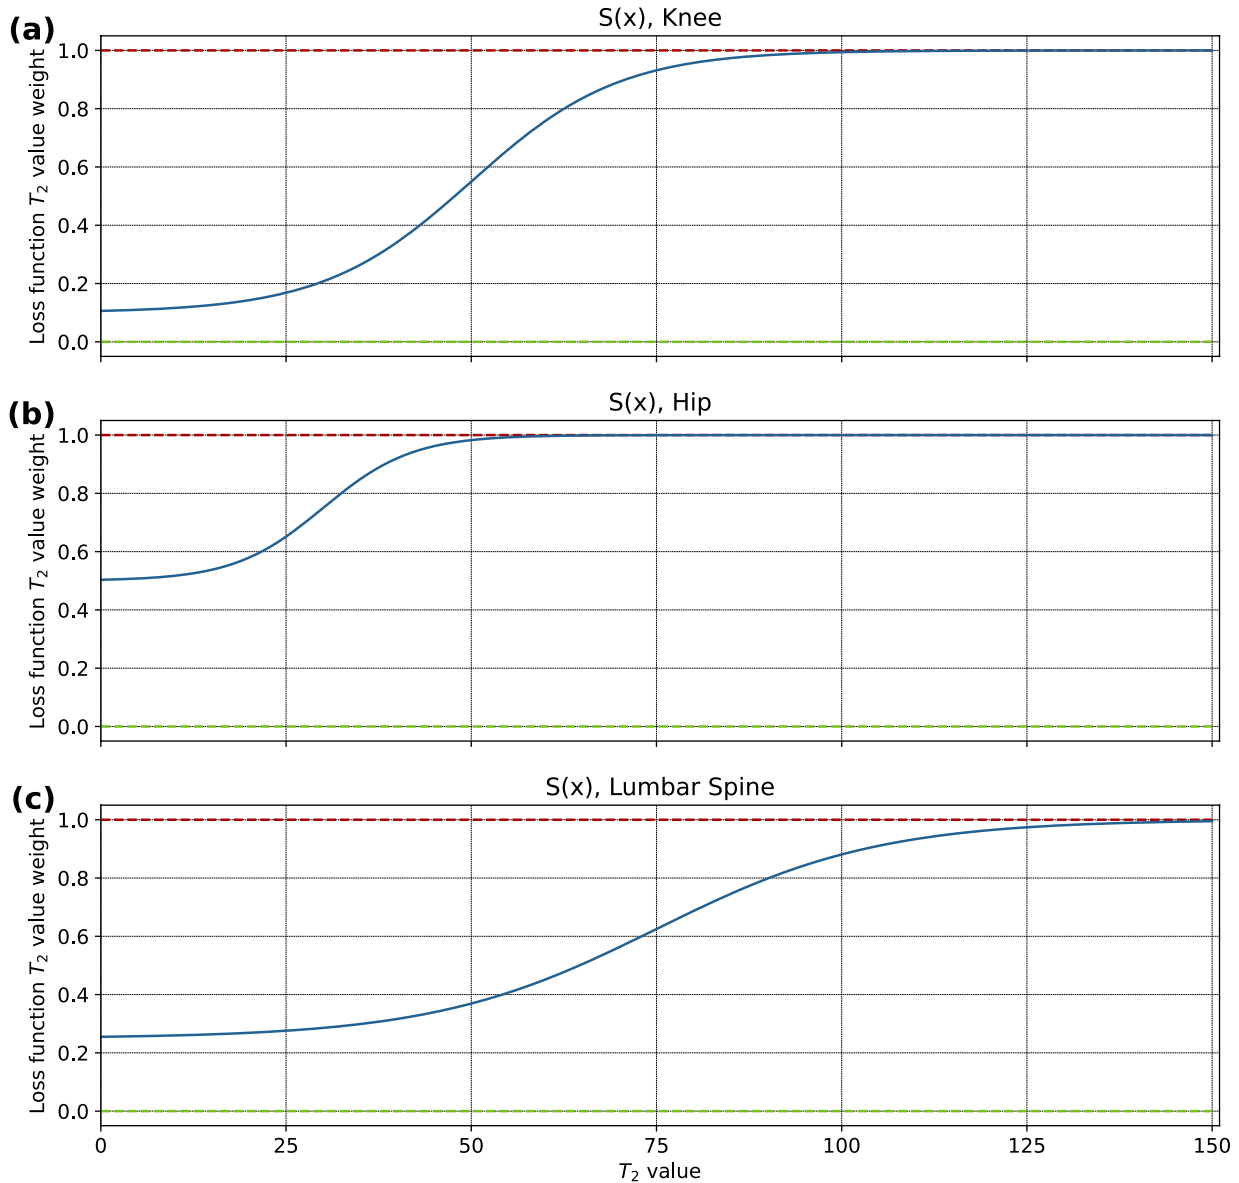 (a)
S(x), Knee
Loss function T₂ value weight
1.0
0.8
0.6
0.4
0.2
0.0
(b)
S(x), Hip
Loss function T₂ value weight
1.0
0.8
0.6
0.4
0.2
0.0
(c)
S(x), Lumbar Spine
Loss function T₂ value weight
1.0
0.8
0.6
0.4
0.2
0.0
0 25 50 75 100 125 150
T₂ value